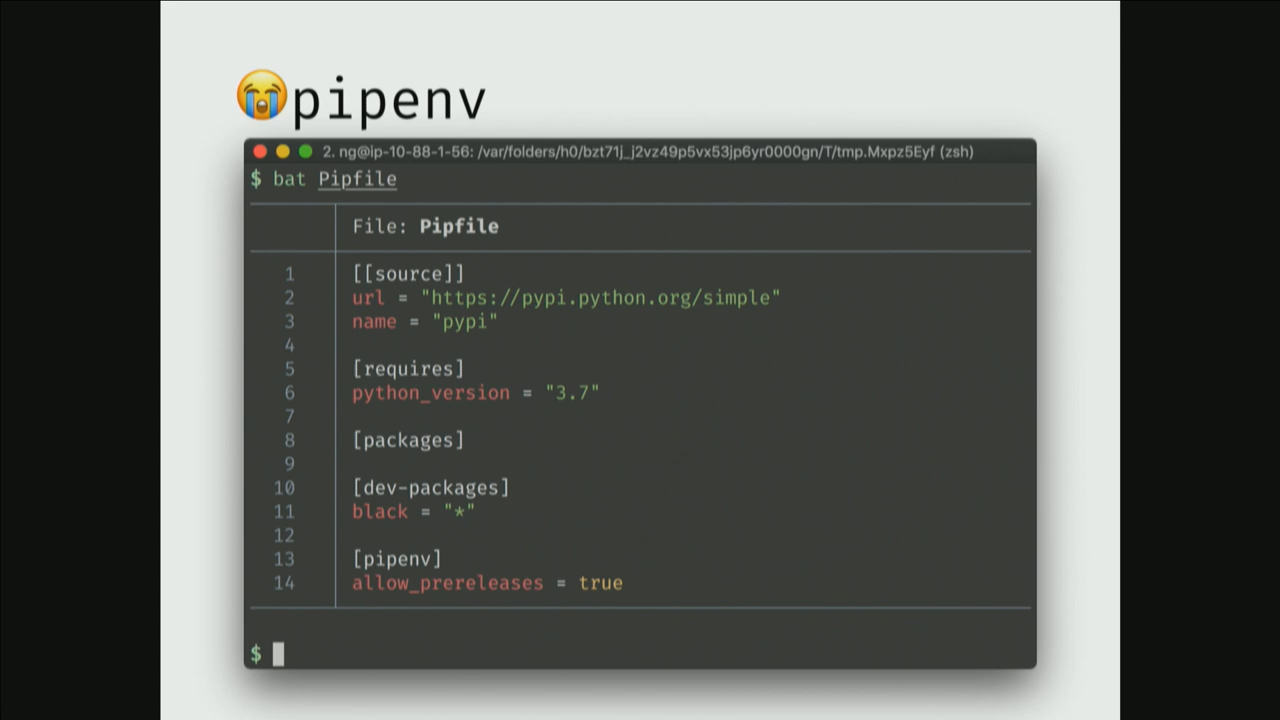 😭pipenv
2. ng@ip-10-88-1-56: /var/folders/h0/bzt71j_j2vz49p5vx53jp6yr0000gn/T/tmp.Mxpz5Eyf (zsh)
$ bat Pipfile
File: Pipfile
1 [[source]]
2 url = "https://pypi.python.org/simple"
3 name = "pypi"
4
5 [requires]
6 python_version = "3.7"
7
8 [packages]
9
10 [dev-packages]
11 black = "*"
12
13 [pipenv]
14 allow_prereleases = true
$